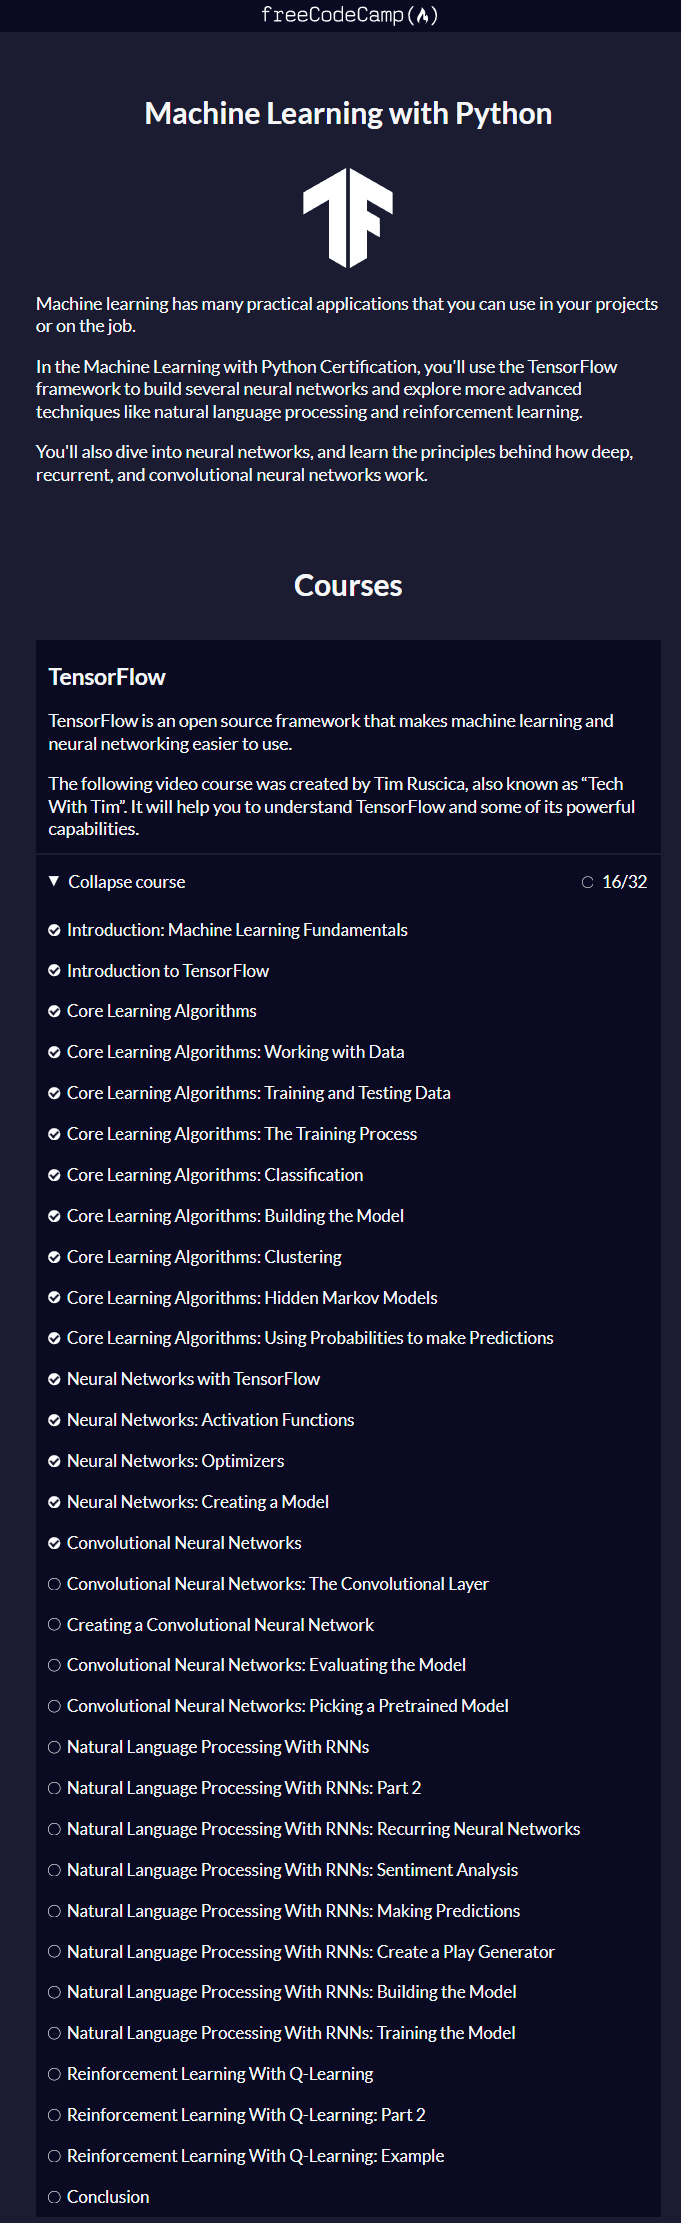 freeCodeCamp
Machine Learning with Python
Machine learning has many practical applications that you can use in your projects
or on the job.
In the Machine Learning with Python Certification, you'll use the TensorFlow
framework to build several neural networks and explore more advanced
techniques like natural language processing and reinforcement learning.
You'll also dive into neural networks, and learn the principles behind how deep,
recurrent, and convolutional neural networks work.
Courses
TensorFlow
TensorFlow is an open source framework that makes machine learning and
neural networking easier to use.
The following video course was created by Tim Ruscica, also known as “Tech
With Tim”. It will help you to understand TensorFlow and some of its powerful
capabilities.
Collapse course 16/32
Introduction: Machine Learning Fundamentals
Introduction to TensorFlow
Core Learning Algorithms
Core Learning Algorithms: Working with Data
Core Learning Algorithms: Training and Testing Data
Core Learning Algorithms: The Training Process
Core Learning Algorithms: Classification
Core Learning Algorithms: Building the Model
Core Learning Algorithms: Clustering
Core Learning Algorithms: Hidden Markov Models
Core Learning Algorithms: Using Probabilities to make Predictions
Neural Networks with TensorFlow
Neural Networks: Activation Functions
Neural Networks: Optimizers
Neural Networks: Creating a Model
Convolutional Neural Networks
Convolutional Neural Networks: The Convolutional Layer
Creating a Convolutional Neural Network
Convolutional Neural Networks: Evaluating the Model
Convolutional Neural Networks: Picking a Pretrained Model
Natural Language Processing With RNNs
Natural Language Processing With RNNs: Part 2
Natural Language Processing With RNNs: Recurring Neural Networks
Natural Language Processing With RNNs: Sentiment Analysis
Natural Language Processing With RNNs: Making Predictions
Natural Language Processing With RNNs: Create a Play Generator
Natural Language Processing With RNNs: Building the Model
Natural Language Processing With RNNs: Training the Model
Reinforcement Learning With Q-Learning
Reinforcement Learning With Q-Learning: Part 2
Reinforcement Learning With Q-Learning: Example
Conclusion